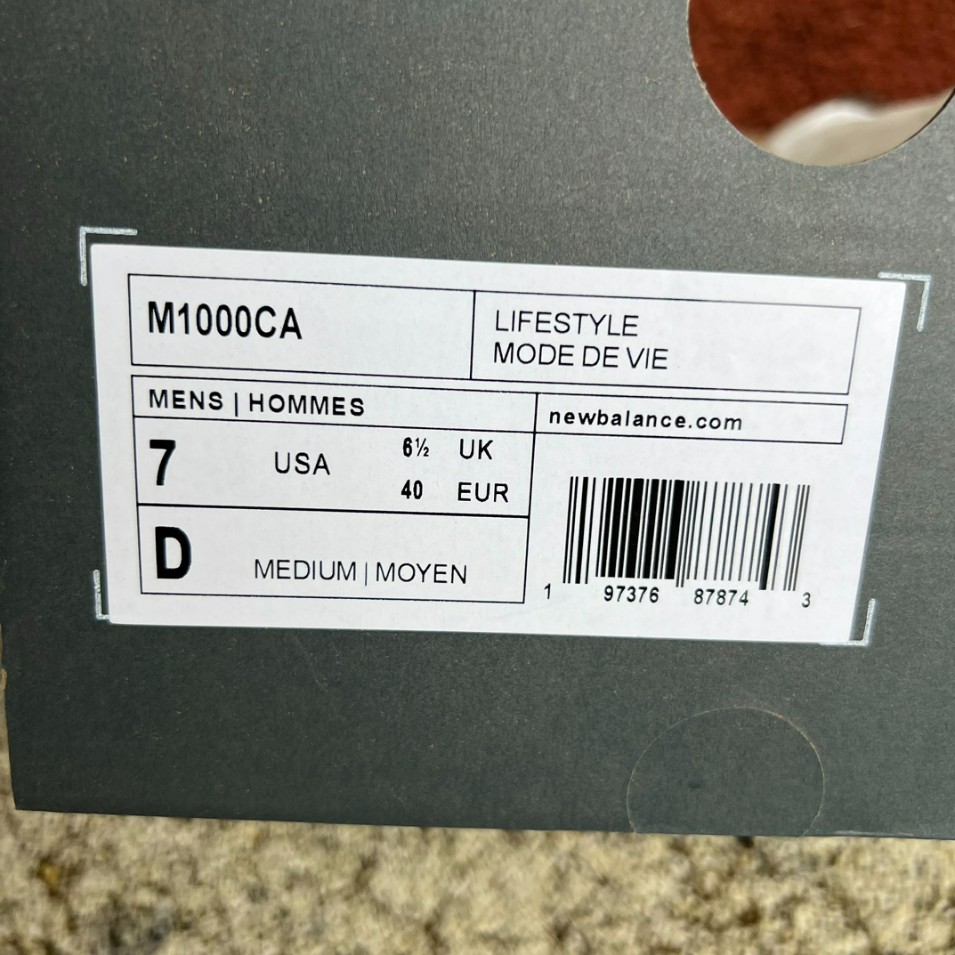 M1000CA
LIFESTYLE
MODE DE VIE
MENS | HOMMES
newbalance.com
7 USA 6½ UK
40 EUR
D MEDIUM | MOYEN
1 97376 87874 3